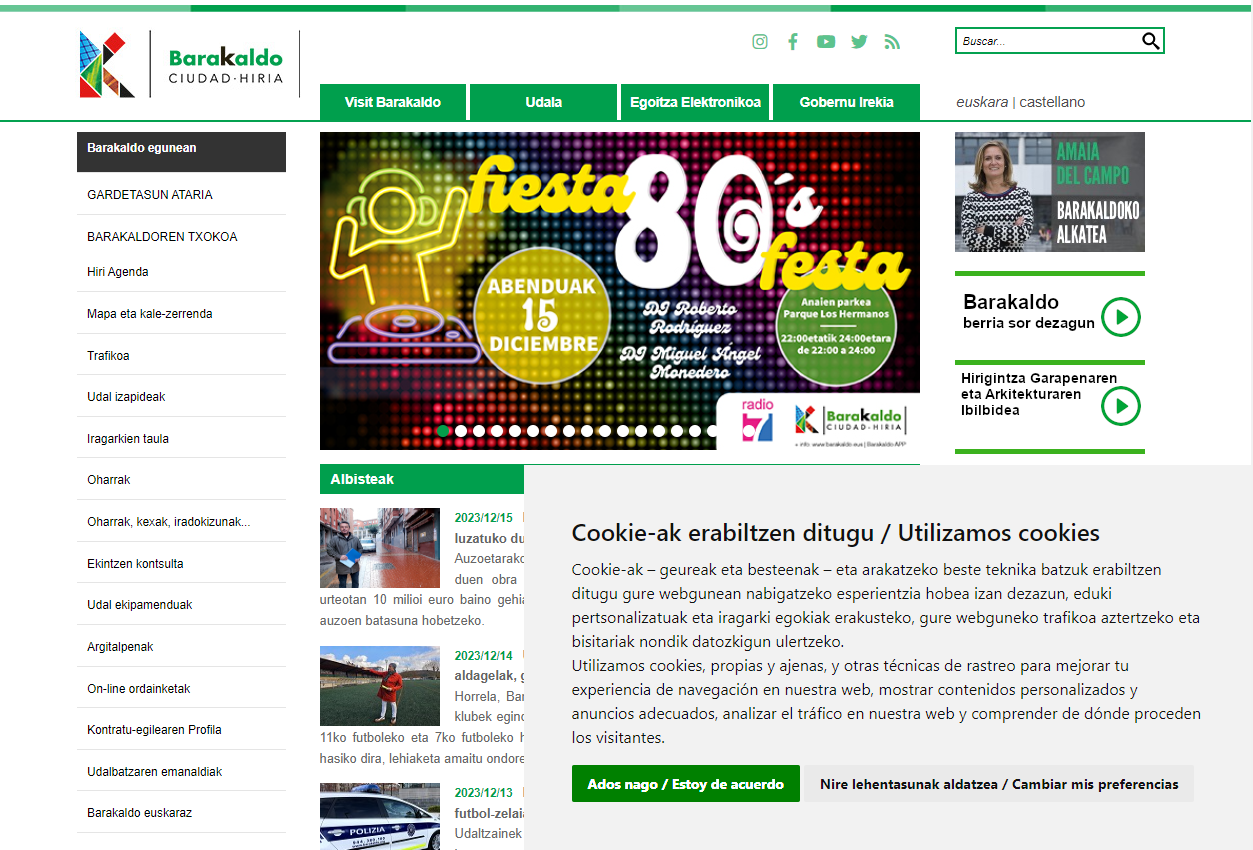 Barakaldo
CIUDAD·HIRIA
Buscar...
Visit Barakaldo
Udala
Egoitza Elektronikoa
Gobernu Irekia
euskara | castellano
Barakaldo egunean
GARDETASUN ATARIA
BARAKALDOREN TXOKOA
Hiri Agenda
Mapa eta kale-zerrenda
Trafikoa
Udal izapideak
Iragarkien taula
Oharrak
Oharrak, kexak, iradokizunak...
Ekintzen kontsulta
Udal ekipamenduak
Argitalpenak
On-line ordainketak
Kontratu-egilearen Profila
Udalbatzaren emanaldiak
Barakaldo euskaraz
fiesta
80's
festa
ABENDUAK
15
DICIEMBRE
DJ Roberto
Rodríguez
DJ Miguel Ángel
Monedero
Anaien parkea
Parque Los Hermanos
22:00etatik 24:00etara
de 22:00 a 24:00
radio
7
Barakaldo
CIUDAD·HIRIA
+ info: www.barakaldo.eus | Barakaldo APP
AMAIA
DEL CAMPO
BARAKALDOKO
ALKATEA
Barakaldo
berria sor dezagun
Hirigintza Garapenaren
eta Arkitekturaren
Ibilbidea
Albisteak
2023/12/15
luzatuko du
Auzoetarako
duen obra
urteotan 10 milioi euro baino gehia
auzoen batasuna hobetzeko.
2023/12/14
aldagelak, g
Horrela, Bar
klubek egino
11ko futboleko eta 7ko futboleko h
hasiko dira, lehiaketa amaitu ondore
POLIZIA
2023/12/13
futbol-zelaia
Udaltzainek
Cookie-ak erabiltzen ditugu / Utilizamos cookies
Cookie-ak – geureak eta besteenak – eta arakatzeko beste teknika batzuk erabiltzen
ditugu gure webgunean nabigatzeko esperientzia hobea izan dezazun, eduki
pertsonalizatuak eta iragarki egokiak erakusteko, gure webguneko trafikoa aztertzeko eta
bisitariak nondik datozkigun ulertzeko.
Utilizamos cookies, propias y ajenas, y otras técnicas de rastreo para mejorar tu
experiencia de navegación en nuestra web, mostrar contenidos personalizados y
anuncios adecuados, analizar el tráfico en nuestra web y comprender de dónde proceden
los visitantes.
Ados nago / Estoy de acuerdo
Nire lehentasunak aldatzea / Cambiar mis preferencias